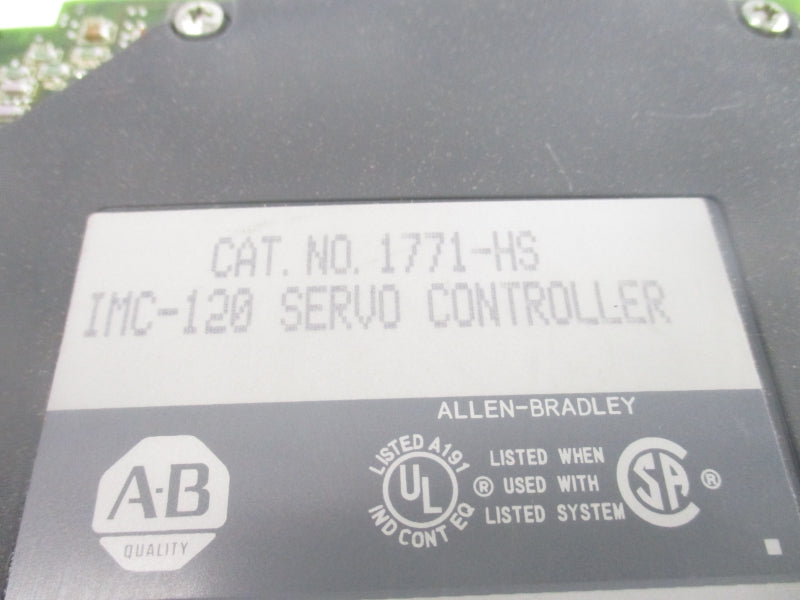 CAT. NO. 1771-HS
IMC-120 SERVO CONTROLLER
ALLEN-BRADLEY
A-B
QUALITY
LISTED A191
UL
IND CONT EQ
®
LISTED WHEN
USED WITH
LISTED SYSTEM
SA
®